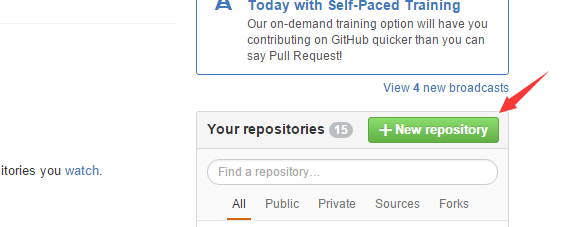 Today with Self-Paced Training
Our on-demand training option will have you
contributing on GitHub quicker than you can
say Pull Request!
View 4 new broadcasts
Your repositories 15
+ New repository
itories you watch.
Find a repository...
All Public Private Sources Forks